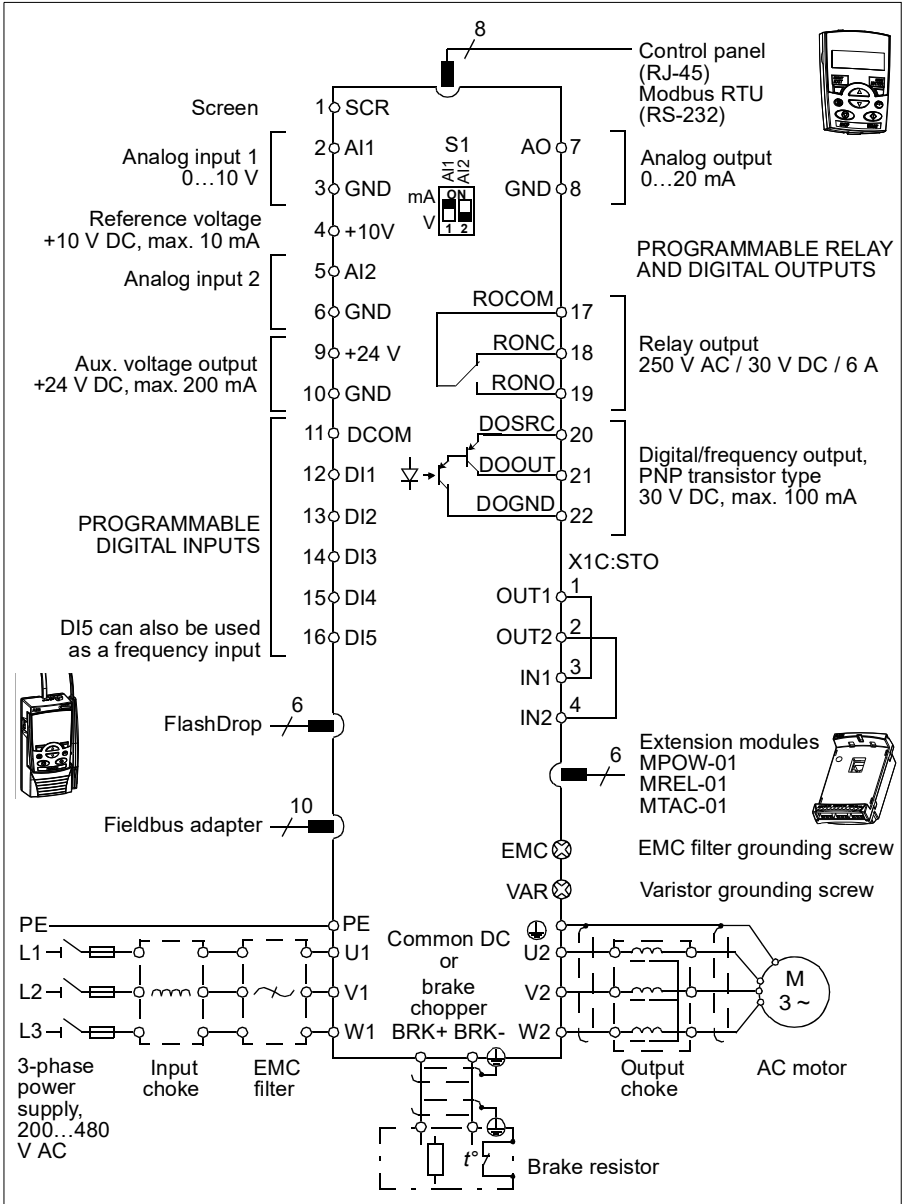 8
Control panel
(RJ-45)
Modbus RTU
(RS-232)
Screen
1 SCR
Analog input 1
0…10 V
2 AI1
3 GND
S1
AI1
AI2
mA
V
ON
1 2
AO 7
GND 8
Analog output
0…20 mA
Reference voltage
+10 V DC, max. 10 mA
4 +10V
Analog input 2
5 AI2
6 GND
PROGRAMMABLE RELAY
AND DIGITAL OUTPUTS
Aux. voltage output
+24 V DC, max. 200 mA
9 +24 V
10 GND
ROCOM 17
RONC 18
RONO 19
Relay output
250 V AC / 30 V DC / 6 A
11 DCOM
12 DI1
13 DI2
14 DI3
15 DI4
16 DI5
PROGRAMMABLE
DIGITAL INPUTS
DI5 can also be used
as a frequency input
DOSRC 20
DOOUT 21
DOGND 22
Digital/frequency output,
PNP transistor type
30 V DC, max. 100 mA
X1C:STO
OUT1 1
OUT2 2
IN1 3
IN2 4
FlashDrop 6
Fieldbus adapter 10
6
Extension modules
MPOW-01
MREL-01
MTAC-01
EMC
EMC filter grounding screw
VAR
Varistor grounding screw
PE
L1
L2
L3
PE
U1
V1
W1
Common DC
or
brake
chopper
BRK+ BRK-
U2
V2
W2
M
3 ~
3-phase
power
supply,
200…480
V AC
Input
choke
EMC
filter
Output
choke
AC motor
t°
Brake resistor